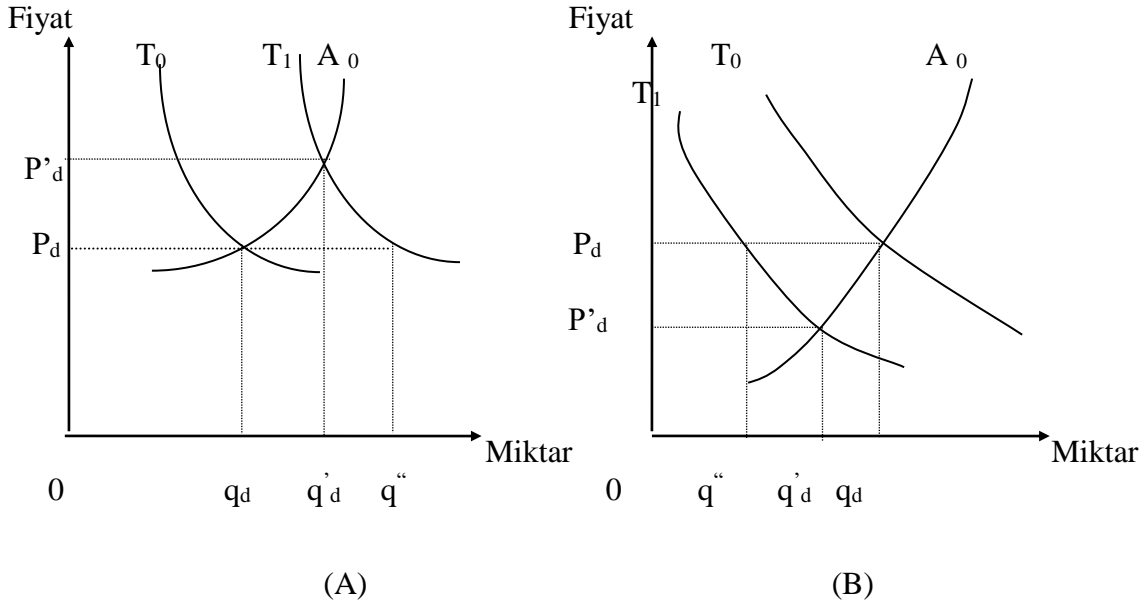 Fiyat
T0 T1 A 0
P’d
Pd
Miktar
0 qd q’d q“
(A)
Fiyat
T0 A 0
T1
Pd
P’d
Miktar
0 q“ q’d qd
(B)